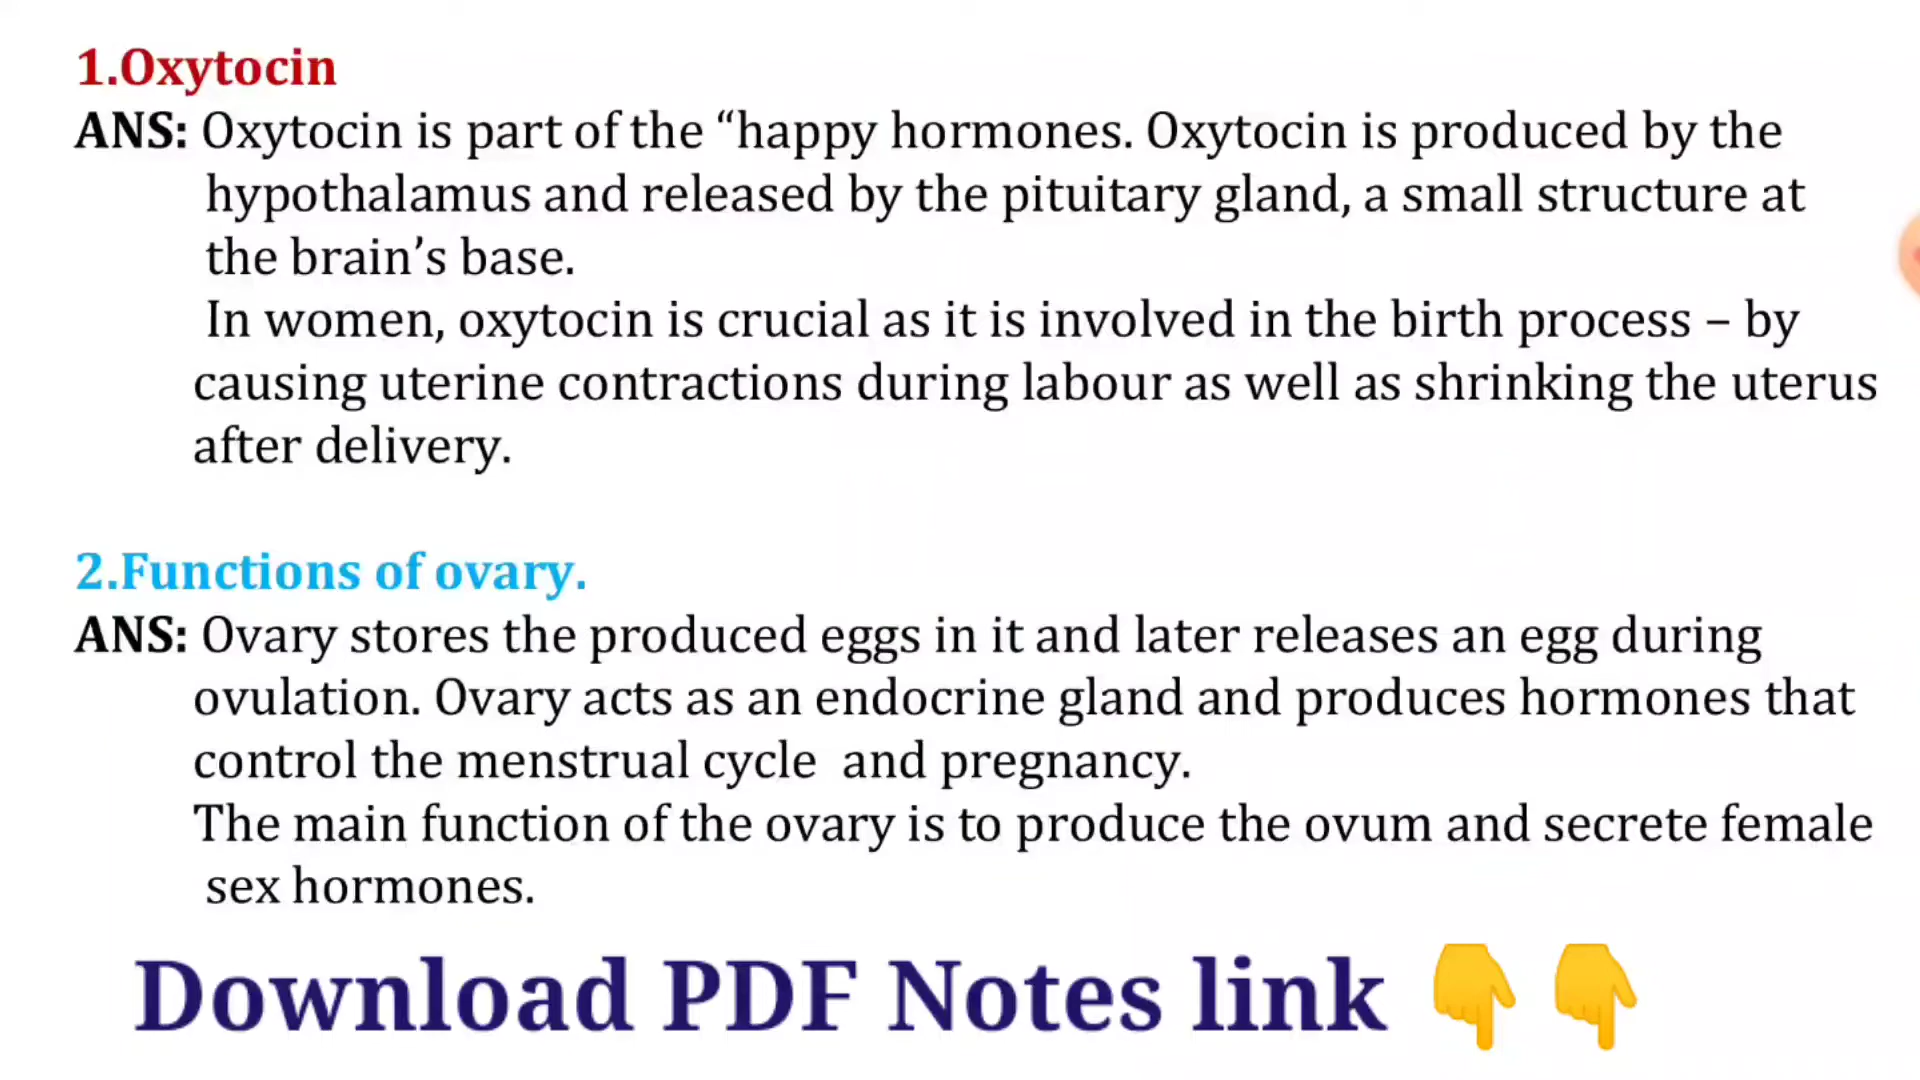 1.Oxytocin
ANS: Oxytocin is part of the “happy hormones. Oxytocin is produced by the
hypothalamus and released by the pituitary gland, a small structure at
the brain’s base.
In women, oxytocin is crucial as it is involved in the birth process – by
causing uterine contractions during labour as well as shrinking the uterus
after delivery.
2.Functions of ovary.
ANS: Ovary stores the produced eggs in it and later releases an egg during
ovulation. Ovary acts as an endocrine gland and produces hormones that
control the menstrual cycle  and pregnancy.
The main function of the ovary is to produce the ovum and secrete female
sex hormones.
Download PDF Notes link 👇👇